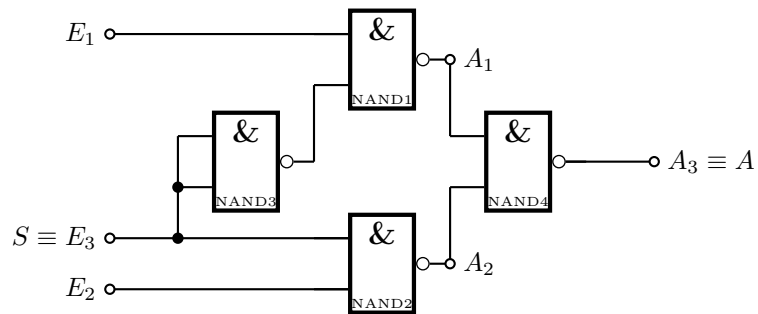 E₁
&
NAND1
A₁
&
NAND3
&
NAND4
A₃ ≡ A
S ≡ E₃
&
NAND2
A₂
E₂